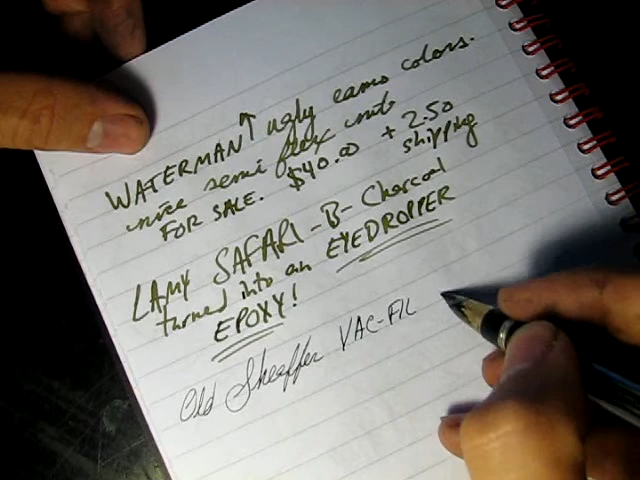 WATERMAN ↑ ugly camo colors.
nice semi flex nib
FOR SALE. $40.00 + 2.50
shipping
LAMY SAFARI -B- Charcoal
turned into an EYEDROPPER
EPOXY!
Old Sheaffer VAC-FIL